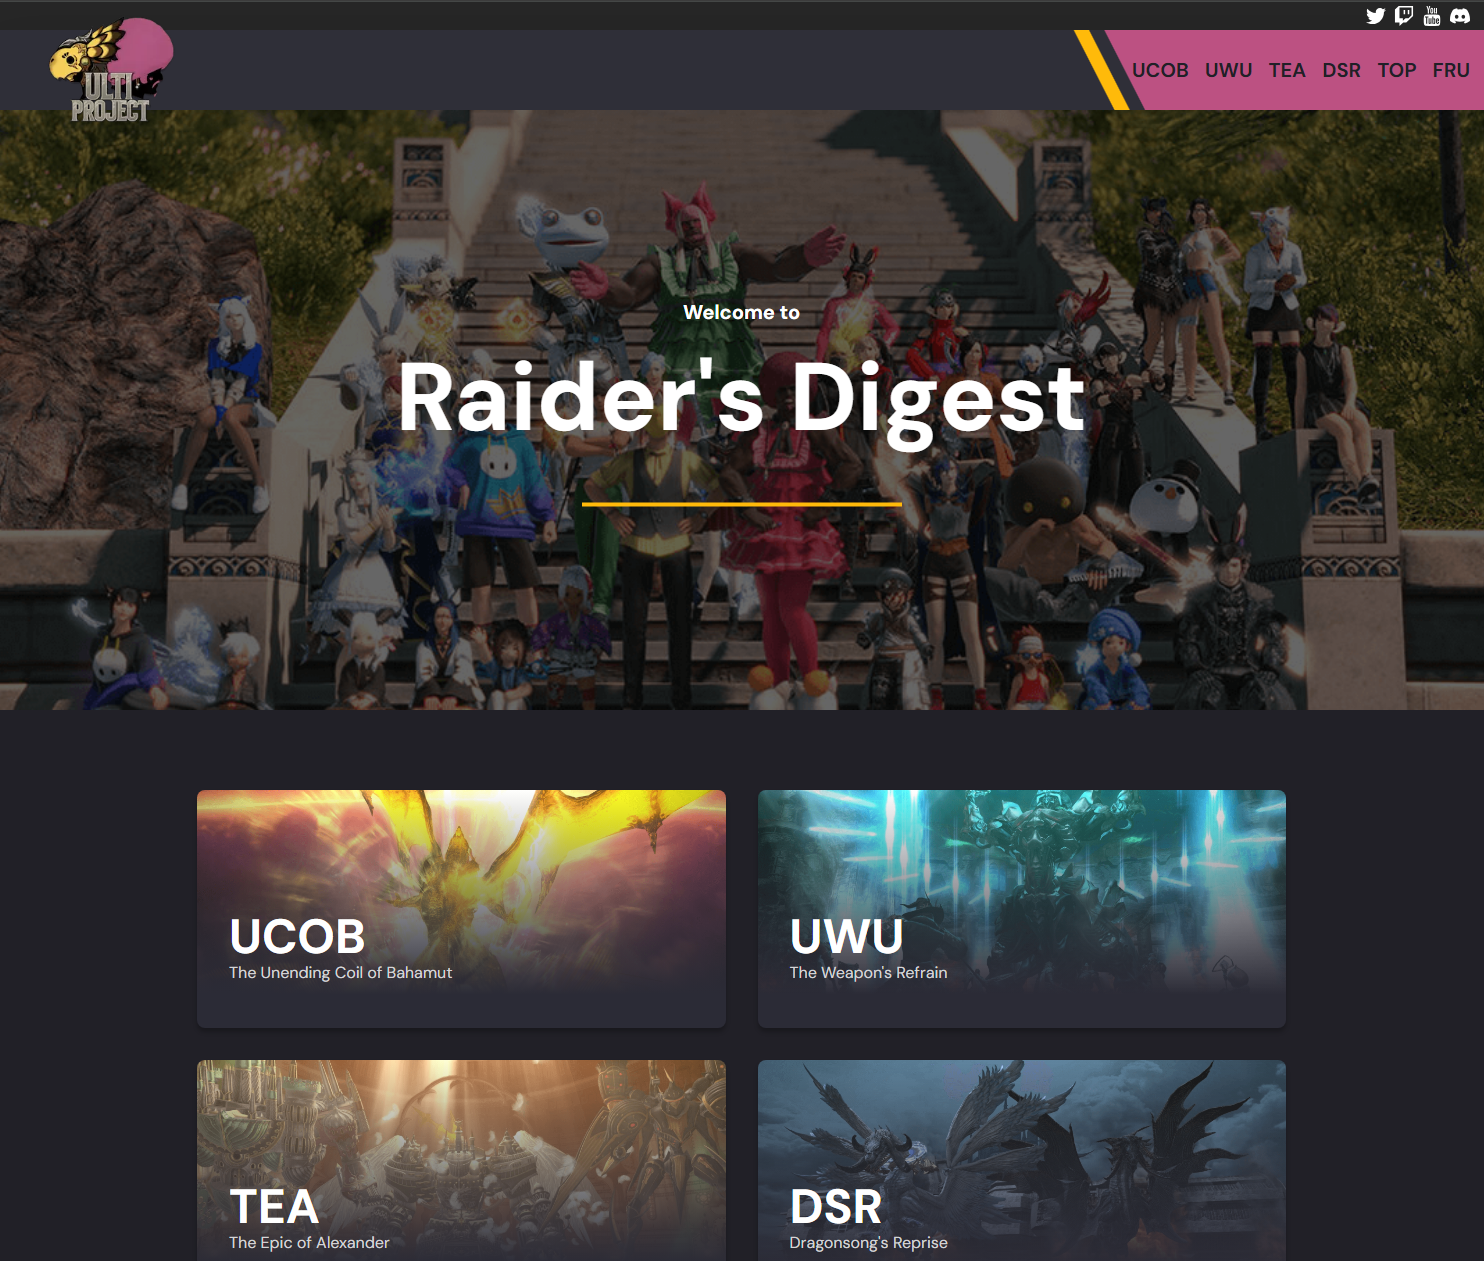 You
Tube
ULTI
PROJECT
UCOB UWU TEA DSR TOP FRU
Welcome to
Raider's Digest
UCOB
The Unending Coil of Bahamut
UWU
The Weapon's Refrain
TEA
The Epic of Alexander
DSR
Dragonsong's Reprise